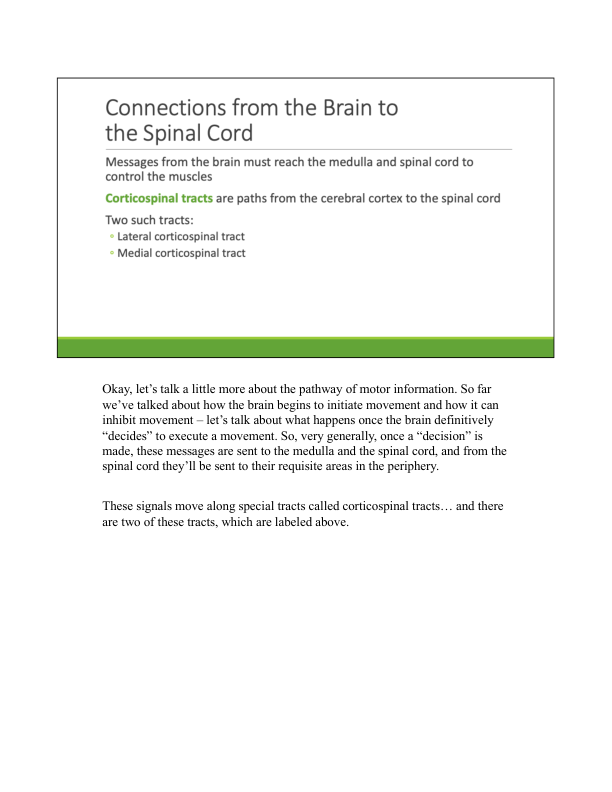 Connections from the Brain to
the Spinal Cord
Messages from the brain must reach the medulla and spinal cord to
control the muscles
Corticospinal tracts are paths from the cerebral cortex to the spinal cord
Two such tracts:
• Lateral corticospinal tract
• Medial corticospinal tract
Okay, let’s talk a little more about the pathway of motor information. So far
we’ve talked about how the brain begins to initiate movement and how it can
inhibit movement – let’s talk about what happens once the brain definitively
“decides” to execute a movement. So, very generally, once a “decision” is
made, these messages are sent to the medulla and the spinal cord, and from the
spinal cord they’ll be sent to their requisite areas in the periphery.
These signals move along special tracts called corticospinal tracts… and there
are two of these tracts, which are labeled above.